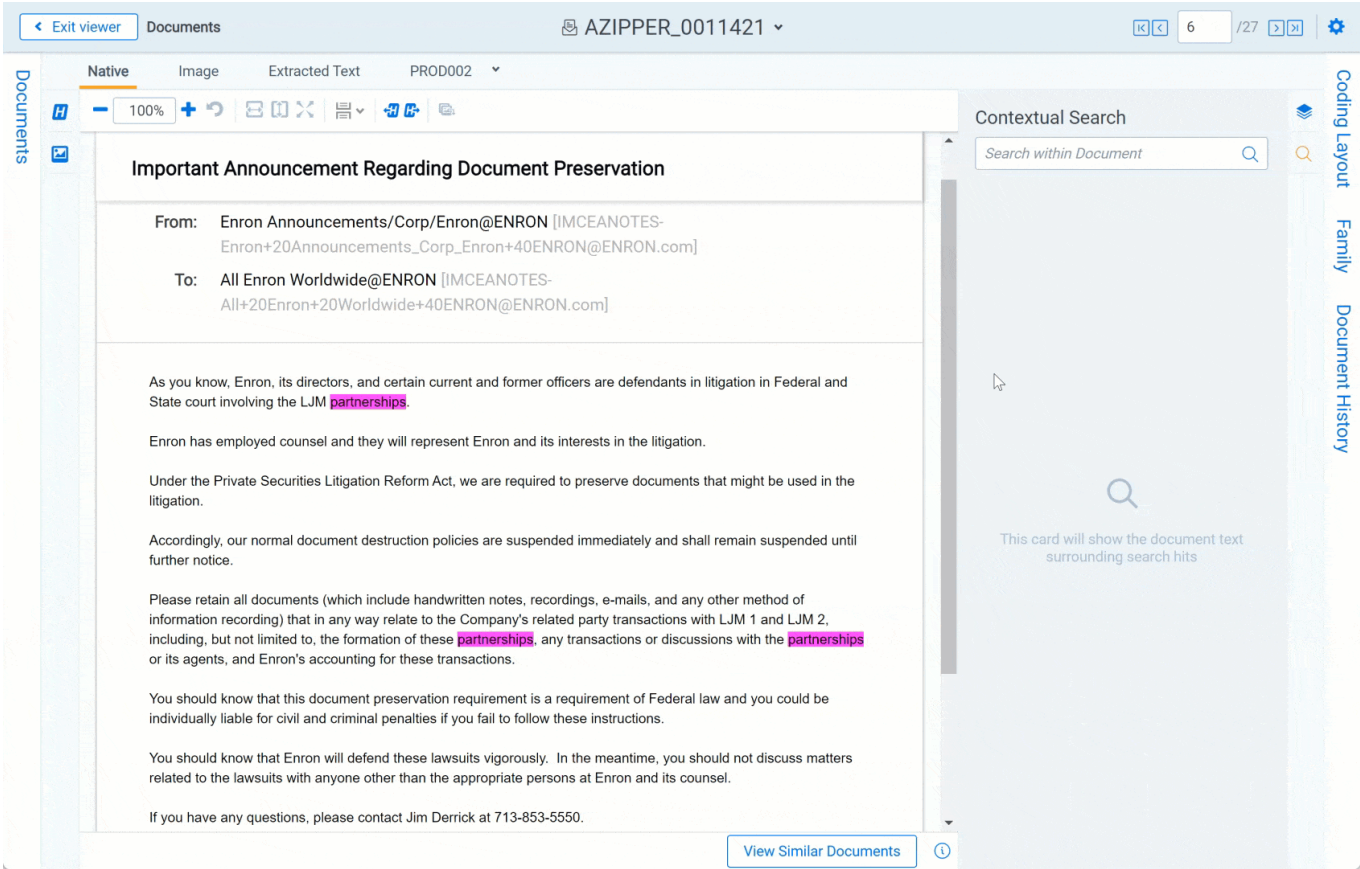 Exit viewer Documents AZIPPER_0011421 6 /27
Documents
Native Image Extracted Text PROD002
100%
Important Announcement Regarding Document Preservation
From: Enron Announcements/Corp/Enron@ENRON [IMCEANOTES-
Enron+20Announcements_Corp_Enron+40ENRON@ENRON.com]
To: All Enron Worldwide@ENRON [IMCEANOTES-
All+20Enron+20Worldwide+40ENRON@ENRON.com]
As you know, Enron, its directors, and certain current and former officers are defendants in litigation in Federal and
State court involving the LJM partnerships.
Enron has employed counsel and they will represent Enron and its interests in the litigation.
Under the Private Securities Litigation Reform Act, we are required to preserve documents that might be used in the
litigation.
Accordingly, our normal document destruction policies are suspended immediately and shall remain suspended until
further notice.
Please retain all documents (which include handwritten notes, recordings, e-mails, and any other method of
information recording) that in any way relate to the Company's related party transactions with LJM 1 and LJM 2,
including, but not limited to, the formation of these partnerships, any transactions or discussions with the partnerships
or its agents, and Enron's accounting for these transactions.
You should know that this document preservation requirement is a requirement of Federal law and you could be
individually liable for civil and criminal penalties if you fail to follow these instructions.
You should know that Enron will defend these lawsuits vigorously.  In the meantime, you should not discuss matters
related to the lawsuits with anyone other than the appropriate persons at Enron and its counsel.
If you have any questions, please contact Jim Derrick at 713-853-5550.
View Similar Documents
Contextual Search
Search within Document
This card will show the document text
surrounding search hits
Coding Layout
Family
Document History